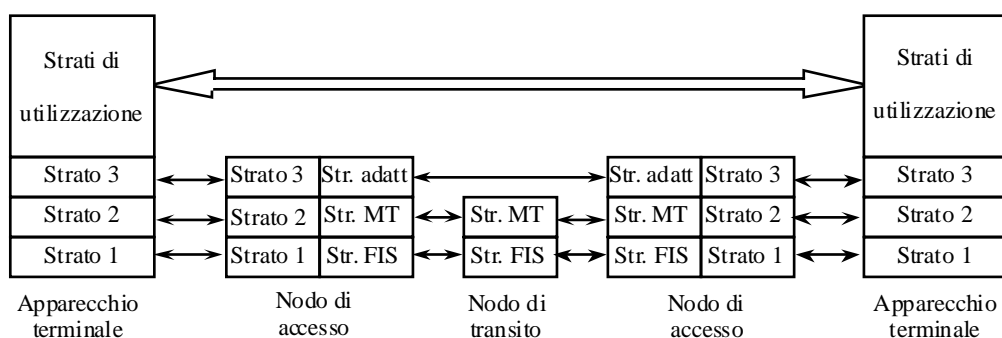 Strati di
utilizzazione
Strati di
utilizzazione
Strato 3
Strato 3
Str. adatt
Str. adatt
Strato 3
Strato 3
Strato 2
Strato 2
Str. MT
Str. MT
Str. MT
Strato 2
Strato 2
Strato 1
Strato 1
Str. FIS
Str. FIS
Str. FIS
Strato 1
Strato 1
Apparecchio
terminale
Nodo di
accesso
Nodo di
transito
Nodo di
accesso
Apparecchio
terminale